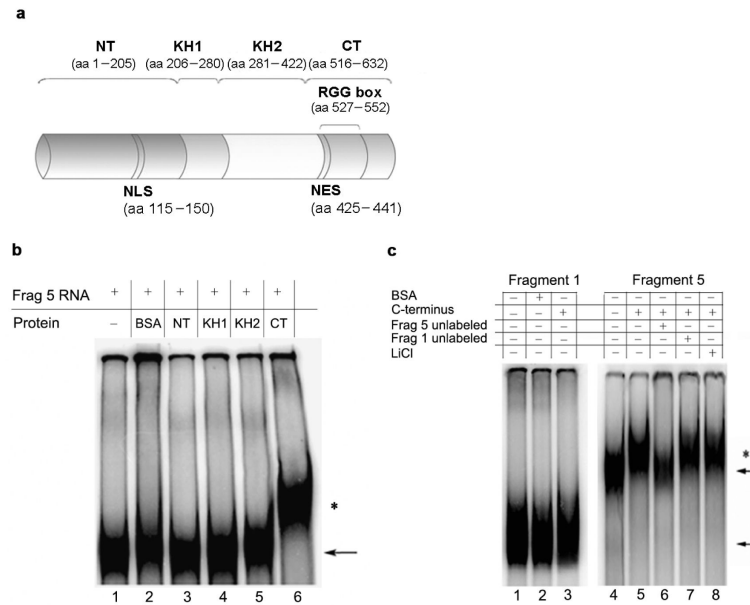 a
NT KH1 KH2 CT
(aa 1–205) (aa 206–280) (aa 281–422) (aa 516–632)
RGG box
(aa 527–552)
NLS NES
(aa 115–150) (aa 425–441)
b
Frag 5 RNA + + + + + +
Protein – BSA NT KH1 KH2 CT
*
1 2 3 4 5 6
c
Fragment 1 Fragment 5
BSA – + – – – – – –
C-terminus – – + – + + + +
Frag 5 unlabeled – – – – – + – –
Frag 1 unlabeled – – – – – – + –
LiCl – – – – – – – +
*
1 2 3 4 5 6 7 8